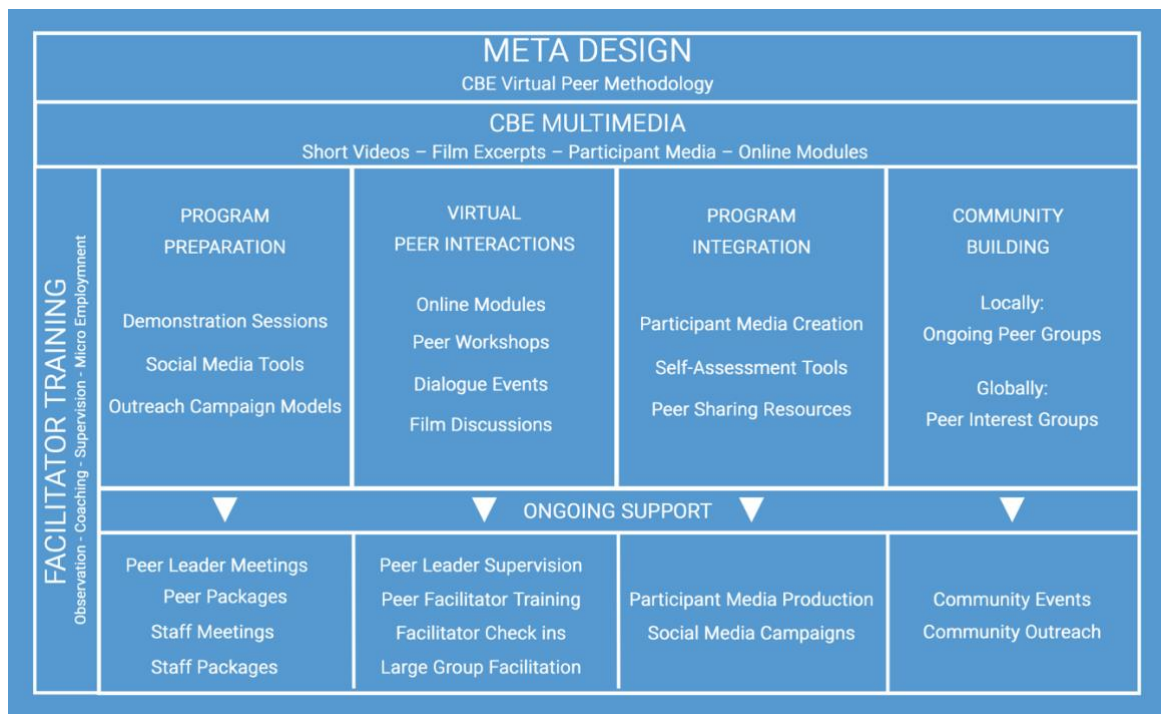 META DESIGN
CBE Virtual Peer Methodology
CBE MULTIMEDIA
Short Videos – Film Excerpts – Participant Media – Online Modules
FACILITATOR TRAINING
Observation - Coaching - Supervision - Micro Employmnent
PROGRAM
PREPARATION
Demonstration Sessions
Social Media Tools
Outreach Campaign Models
VIRTUAL
PEER INTERACTIONS
Online Modules
Peer Workshops
Dialogue Events
Film Discussions
PROGRAM
INTEGRATION
Participant Media Creation
Self-Assessment Tools
Peer Sharing Resources
COMMUNITY
BUILDING
Locally:
Ongoing Peer Groups
Globally:
Peer Interest Groups
ONGOING SUPPORT
Peer Leader Meetings
Peer Packages
Staff Meetings
Staff Packages
Peer Leader Supervision
Peer Facilitator Training
Facilitator Check ins
Large Group Facilitation
Participant Media Production
Social Media Campaigns
Community Events
Community Outreach